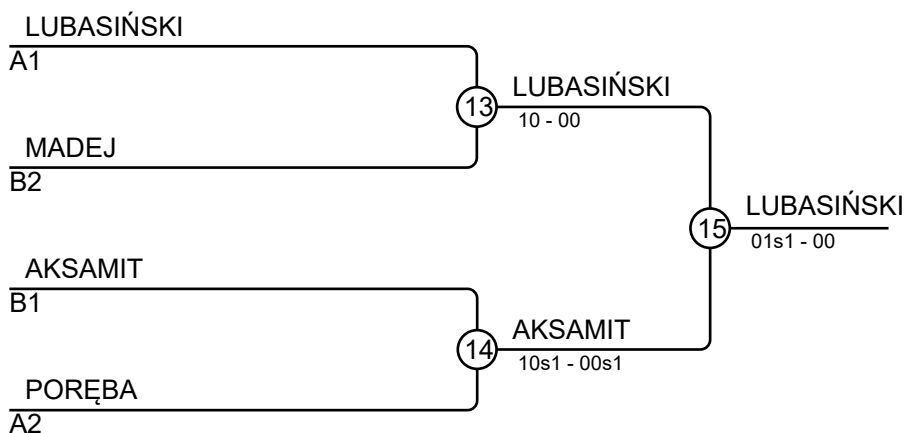 LUBASIŃSKI
A1
13
LUBASIŃSKI
10 - 00
MADEJ
B2
15
LUBASIŃSKI
01s1 - 00
AKSAMIT
B1
14
AKSAMIT
10s1 - 00s1
PORĘBA
A2